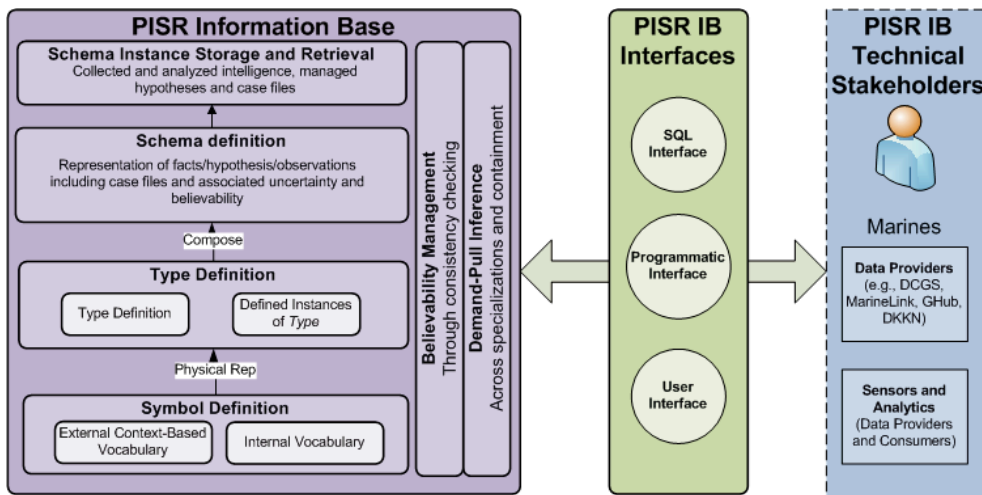 PISR Information Base
Schema Instance Storage and Retrieval
Collected and analyzed intelligence, managed
hypotheses and case files
Schema definition
Representation of facts/hypothesis/observations
including case files and associated uncertainty and
believability
Compose
Type Definition
Type Definition
Defined Instances
of Type
Physical Rep
Symbol Definition
External Context-Based
Vocabulary
Internal Vocabulary
Believability Management
Through consistency checking
Demand-Pull Inference
Across specializations and containment
PISR IB
Interfaces
SQL
Interface
Programmatic
Interface
User
Interface
PISR IB
Technical
Stakeholders
Marines
Data Providers
(e.g., DCGS,
MarineLink, GHub,
DKKN)
Sensors and
Analytics
(Data Providers
and Consumers)